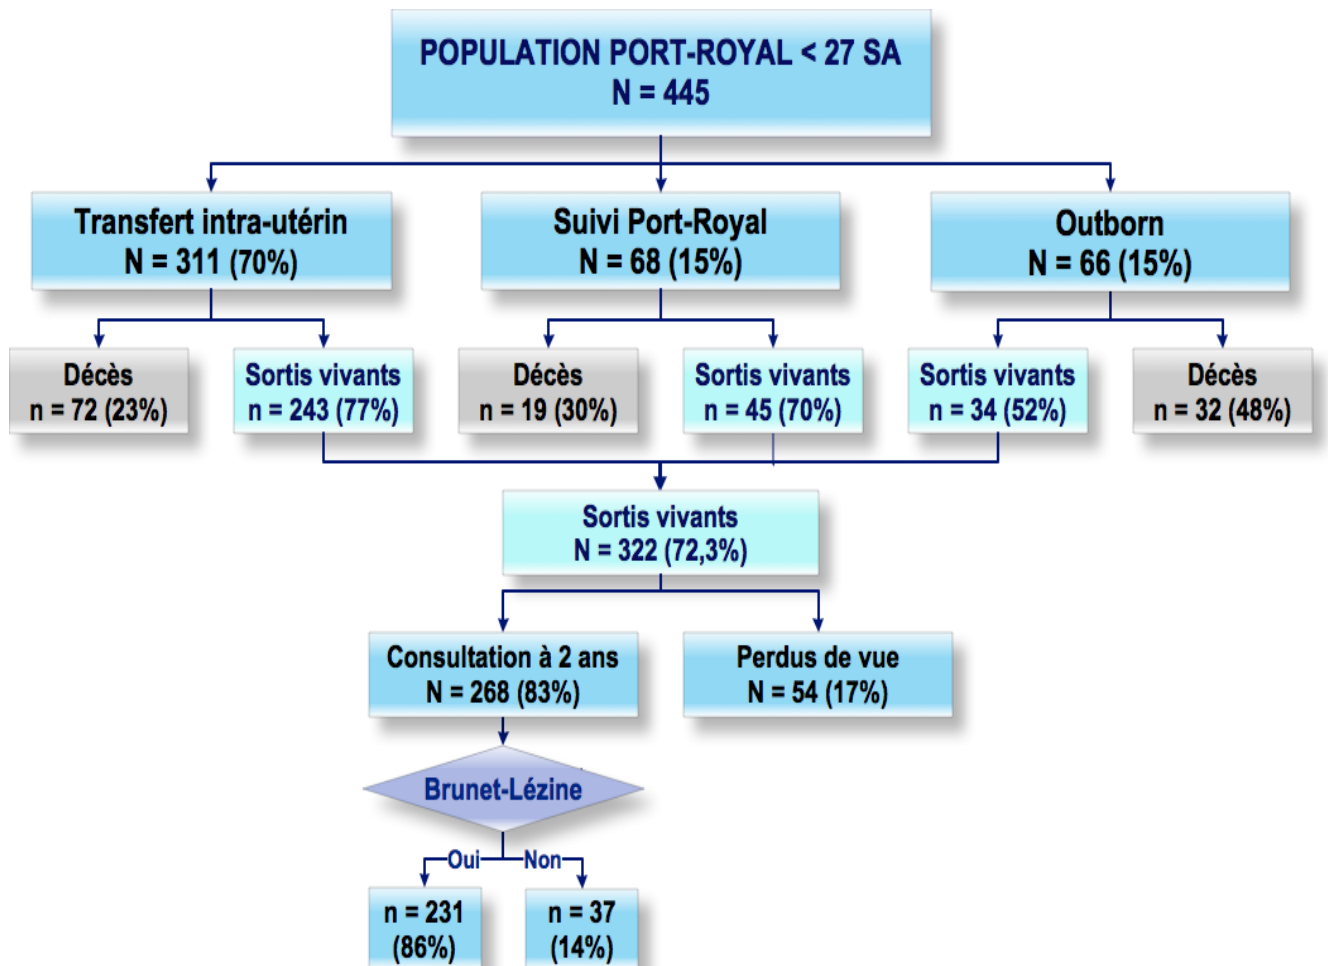 POPULATION PORT-ROYAL < 27 SA
N = 445
Transfert intra-utérin
N = 311 (70%)
Suivi Port-Royal
N = 68 (15%)
Outborn
N = 66 (15%)
Décès
n = 72 (23%)
Sortis vivants
n = 243 (77%)
Décès
n = 19 (30%)
Sortis vivants
n = 45 (70%)
Sortis vivants
n = 34 (52%)
Décès
n = 32 (48%)
Sortis vivants
N = 322 (72,3%)
Consultation à 2 ans
N = 268 (83%)
Perdus de vue
N = 54 (17%)
Brunet-Lézine
Oui
Non
n = 231
(86%)
n = 37
(14%)